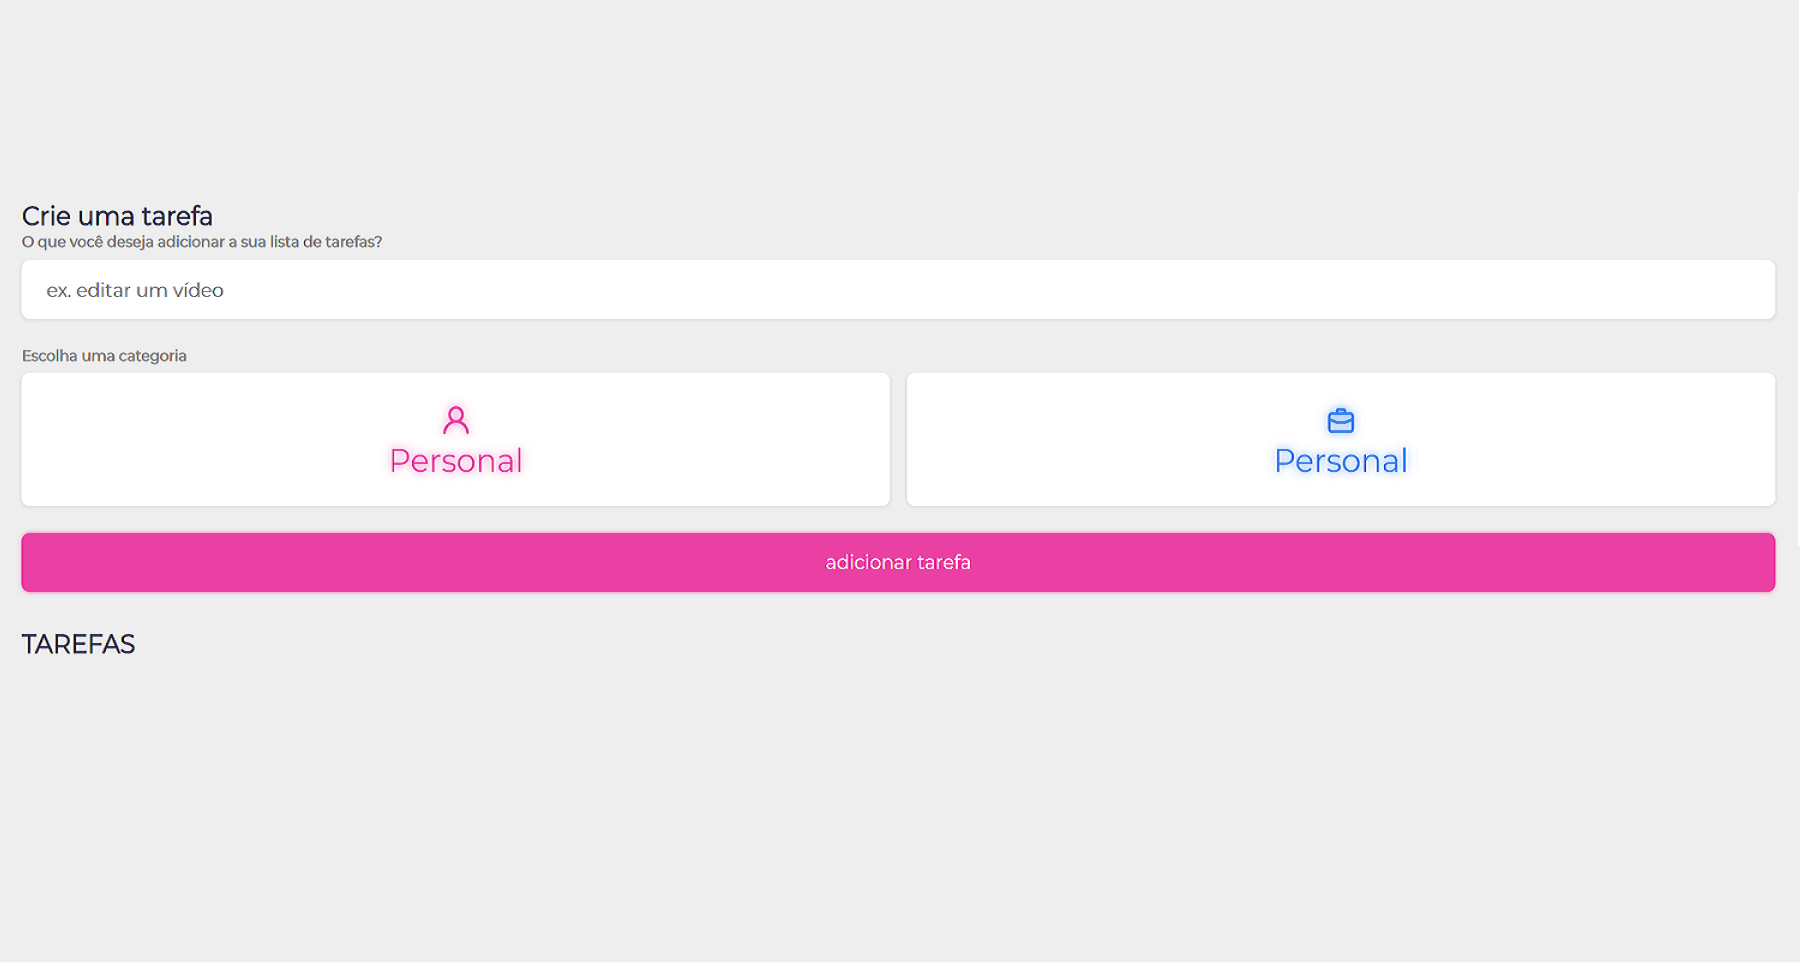 Crie uma tarefa
O que você deseja adicionar a sua lista de tarefas?
ex. editar um vídeo
Escolha uma categoria
Personal
Personal
adicionar tarefa
TAREFAS